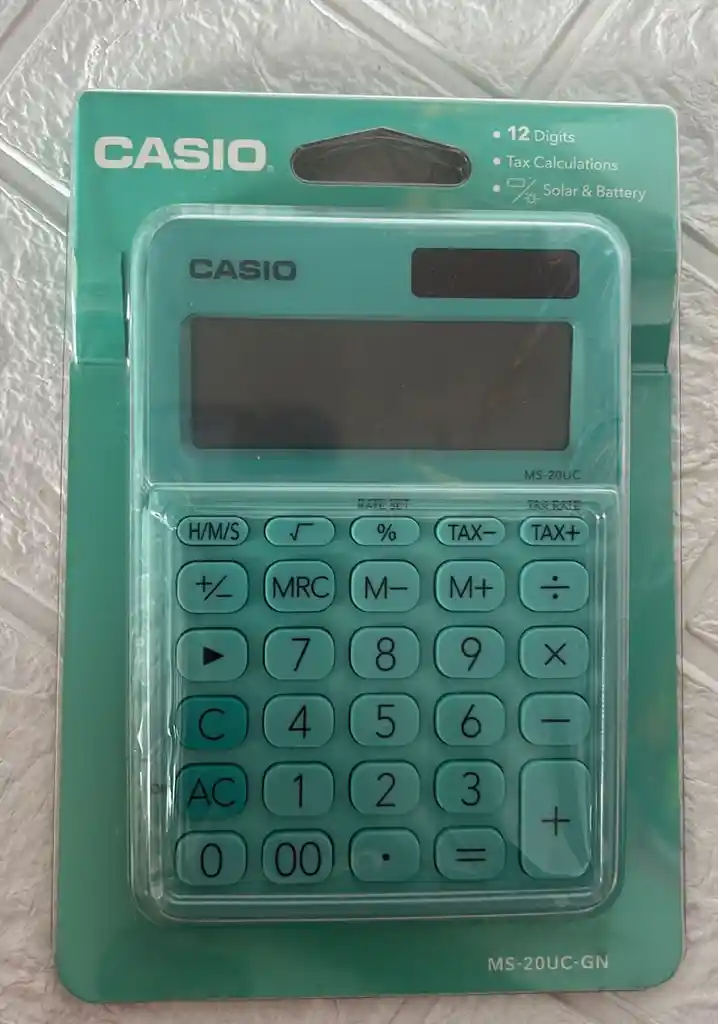 CASIO
• 12 Digits
• Tax Calculations
• Solar & Battery
CASIO
MS-20UC
RATE SET TAX RATE
H/M/S √ % TAX− TAX+
+/− MRC M− M+ ÷
▶ 7 8 9 ×
C 4 5 6 −
AC 1 2 3 +
0 00 · =
MS-20UC-GN